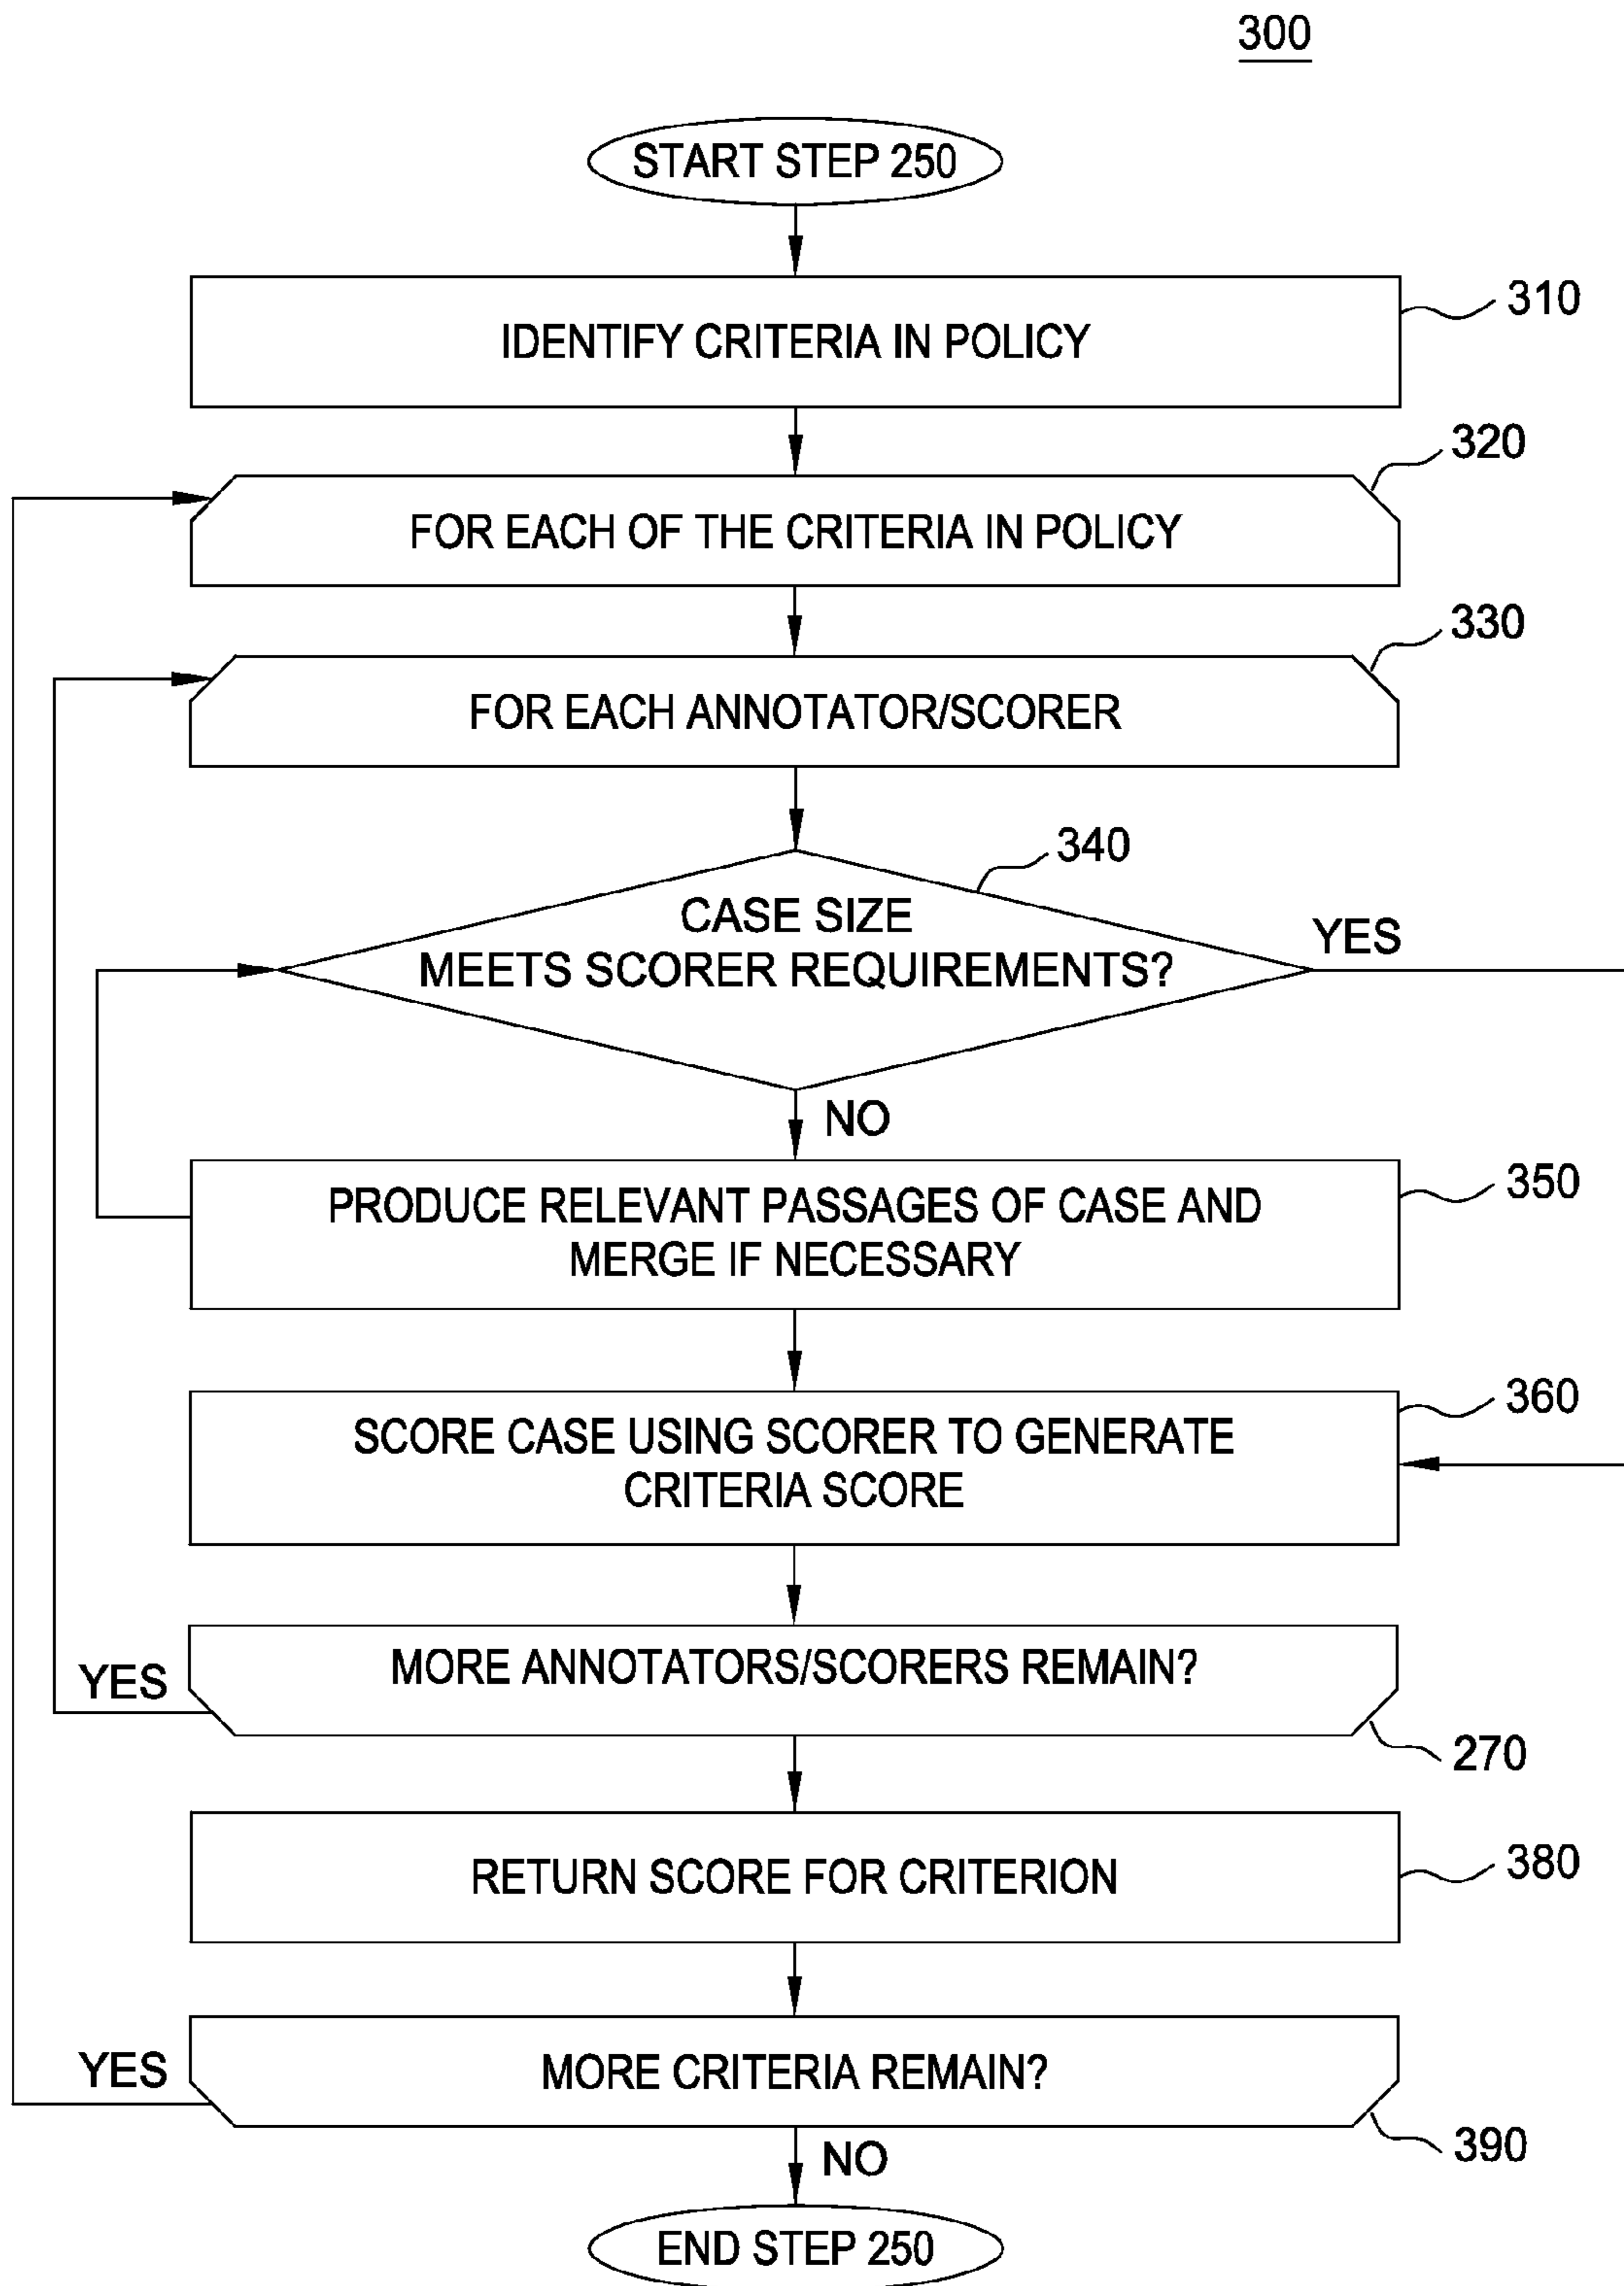 300
START STEP 250
IDENTIFY CRITERIA IN POLICY
310
FOR EACH OF THE CRITERIA IN POLICY
320
FOR EACH ANNOTATOR/SCORER
330
340
CASE SIZE
MEETS SCORER REQUIREMENTS?
YES
NO
PRODUCE RELEVANT PASSAGES OF CASE AND
MERGE IF NECESSARY
350
SCORE CASE USING SCORER TO GENERATE
CRITERIA SCORE
360
MORE ANNOTATORS/SCORERS REMAIN?
YES
270
RETURN SCORE FOR CRITERION
380
MORE CRITERIA REMAIN?
YES
390
NO
END STEP 250